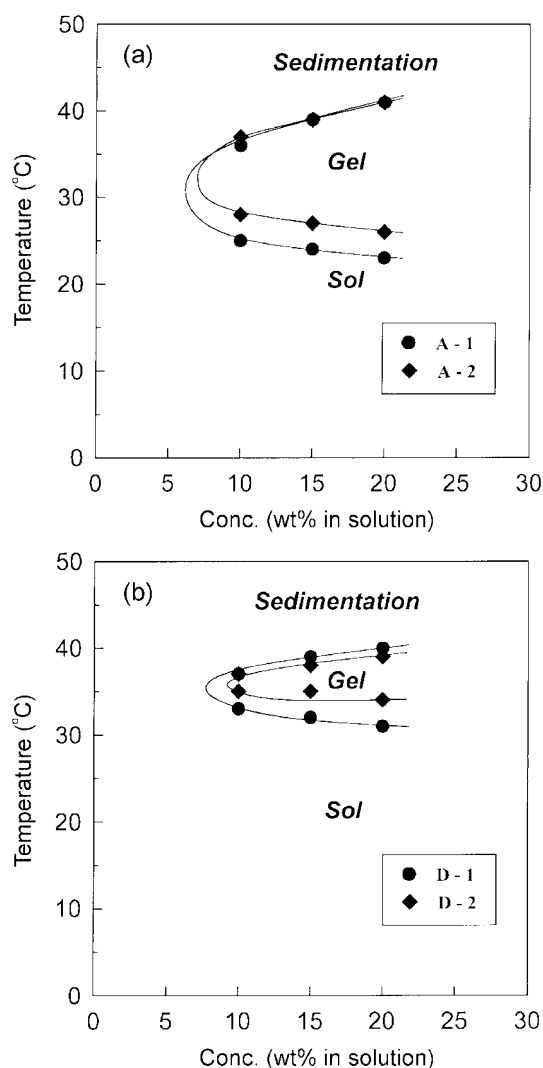 (a)
Sedimentation
Gel
Sol
A - 1
A - 2
50
40
30
20
10
0
Temperature (°C)
0 5 10 15 20 25 30
Conc. (wt% in solution)
(b)
Sedimentation
Gel
Sol
D - 1
D - 2
50
40
30
20
10
0
Temperature (°C)
0 5 10 15 20 25 30
Conc. (wt% in solution)